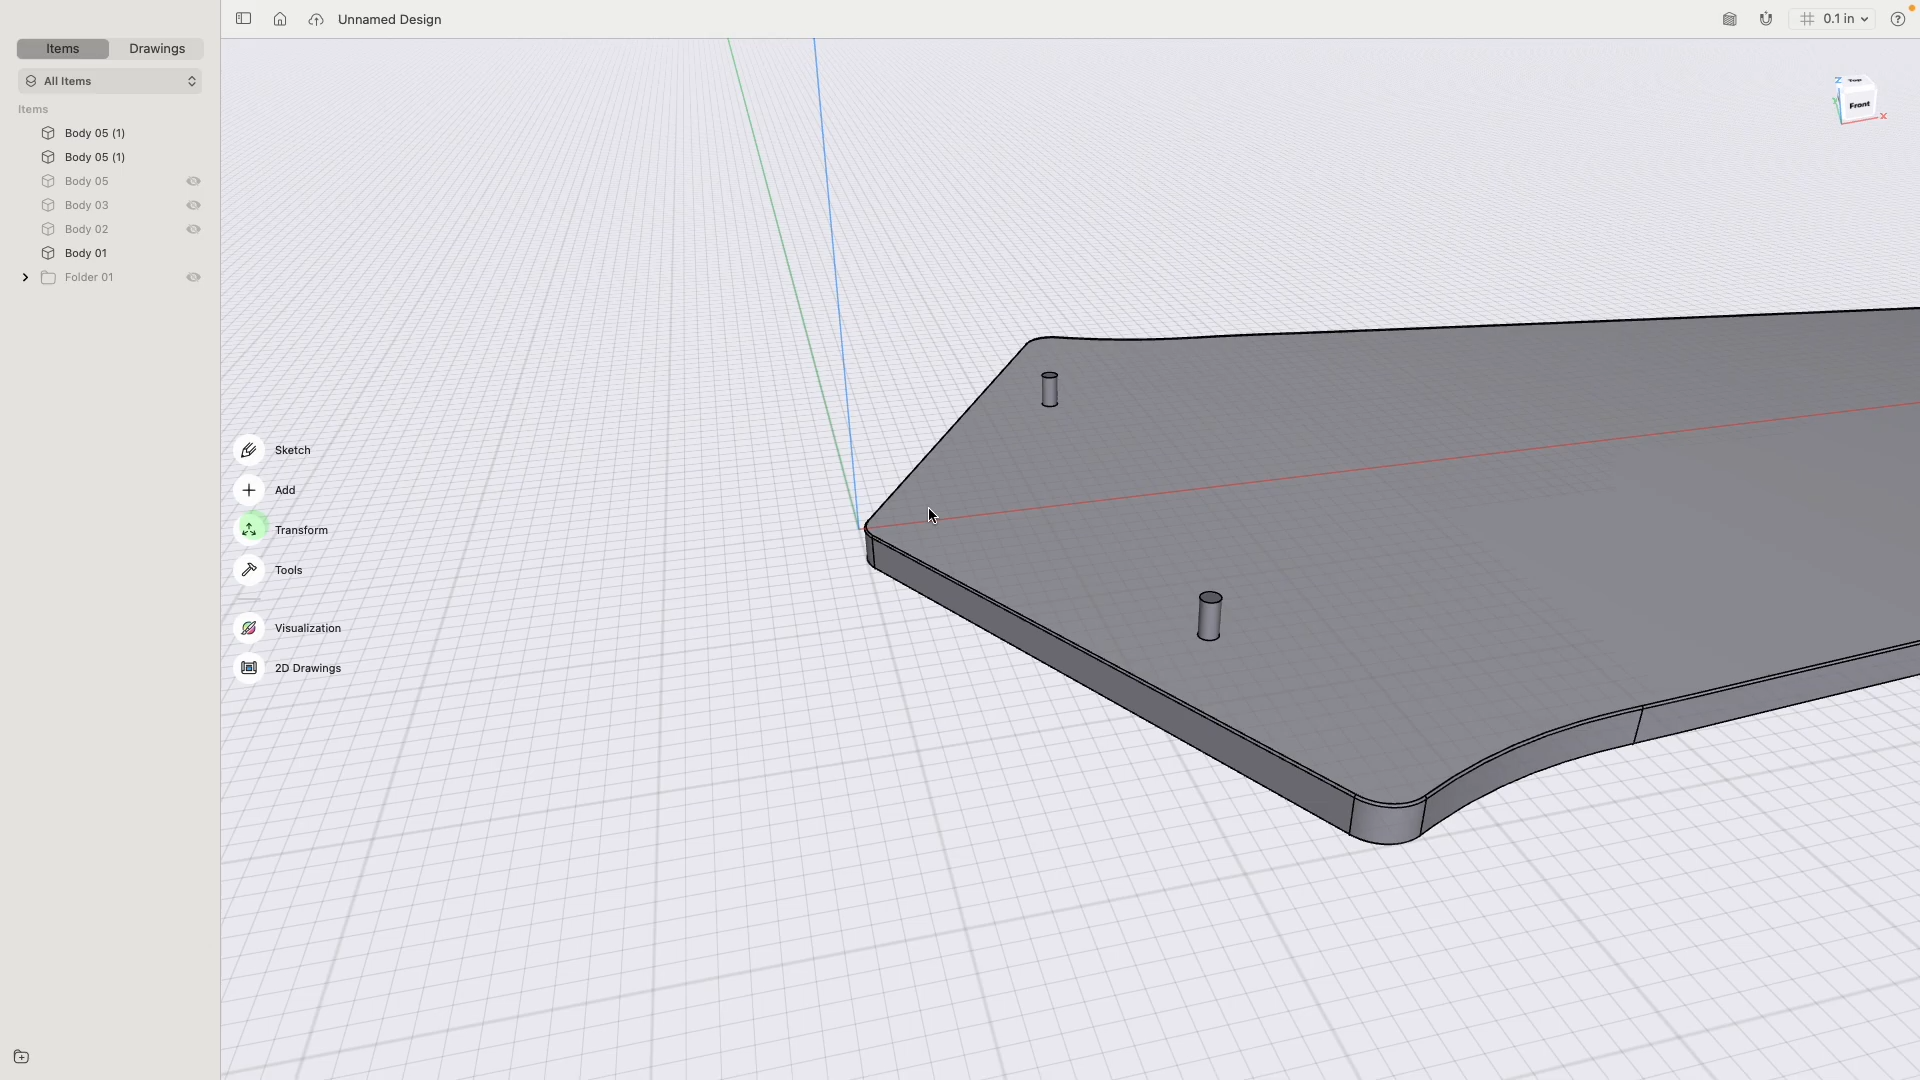 Unnamed Design
0.1 in
Items
Drawings
All Items
Items
Body 05 (1)
Body 05 (1)
Body 05
Body 03
Body 02
Body 01
Folder 01
Z
Top
Front
X
Sketch
Add
Transform
Tools
Visualization
2D Drawings